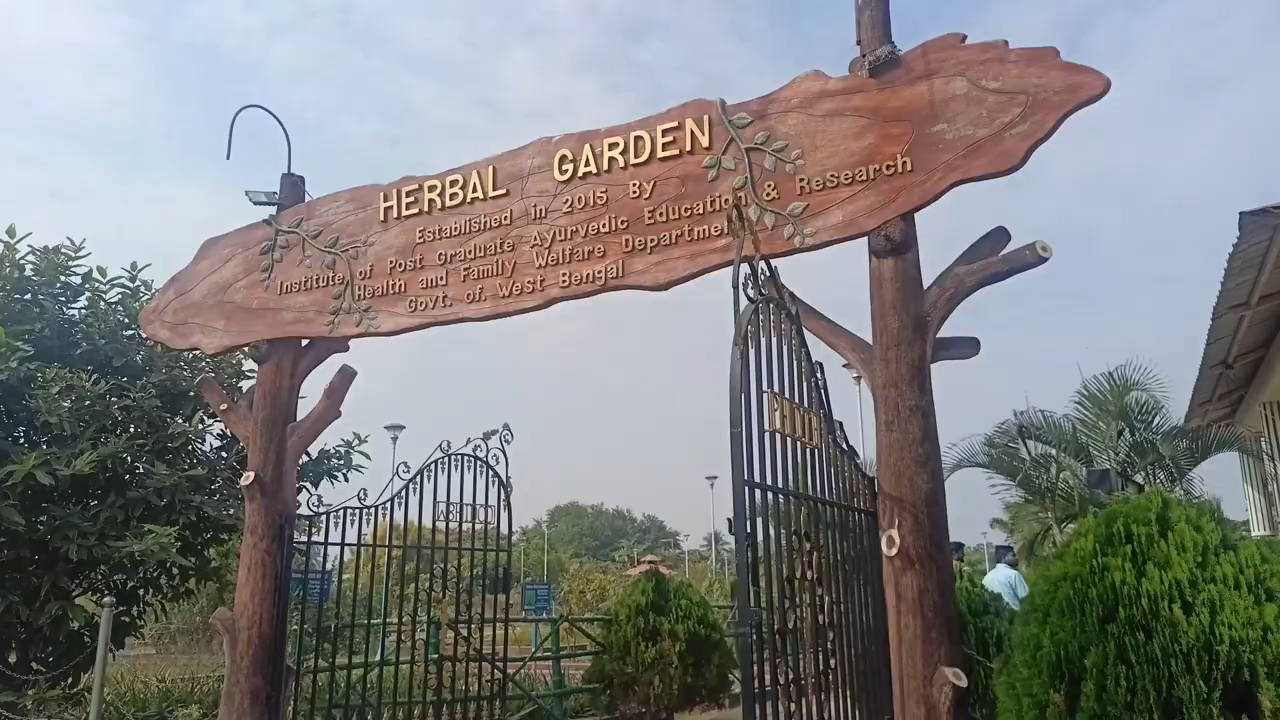 HERBAL GARDEN
Established in 2015 By
Institute of Post Graduate Ayurvedic Education & Research
Health and Family Welfare Department
Govt. of. West Bengal